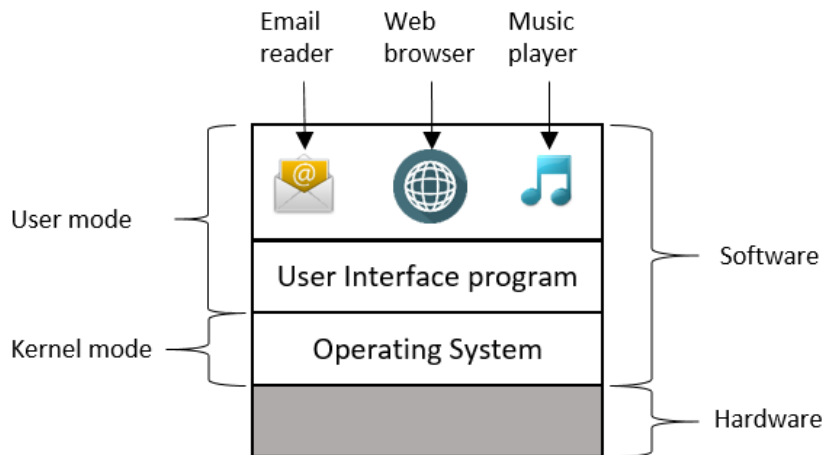 Email
reader
Web
browser
Music
player
@
User mode
User Interface program
Software
Kernel mode
Operating System
Hardware